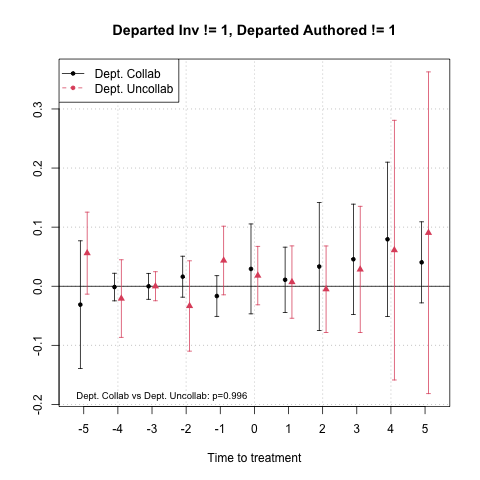 Departed Inv != 1, Departed Authored != 1
Dept. Collab
Dept. Uncollab
0.3
0.2
0.1
0.0
-0.1
-0.2
Dept. Collab vs Dept. Uncollab: p=0.996
-5 -4 -3 -2 -1 0 1 2 3 4 5
Time to treatment